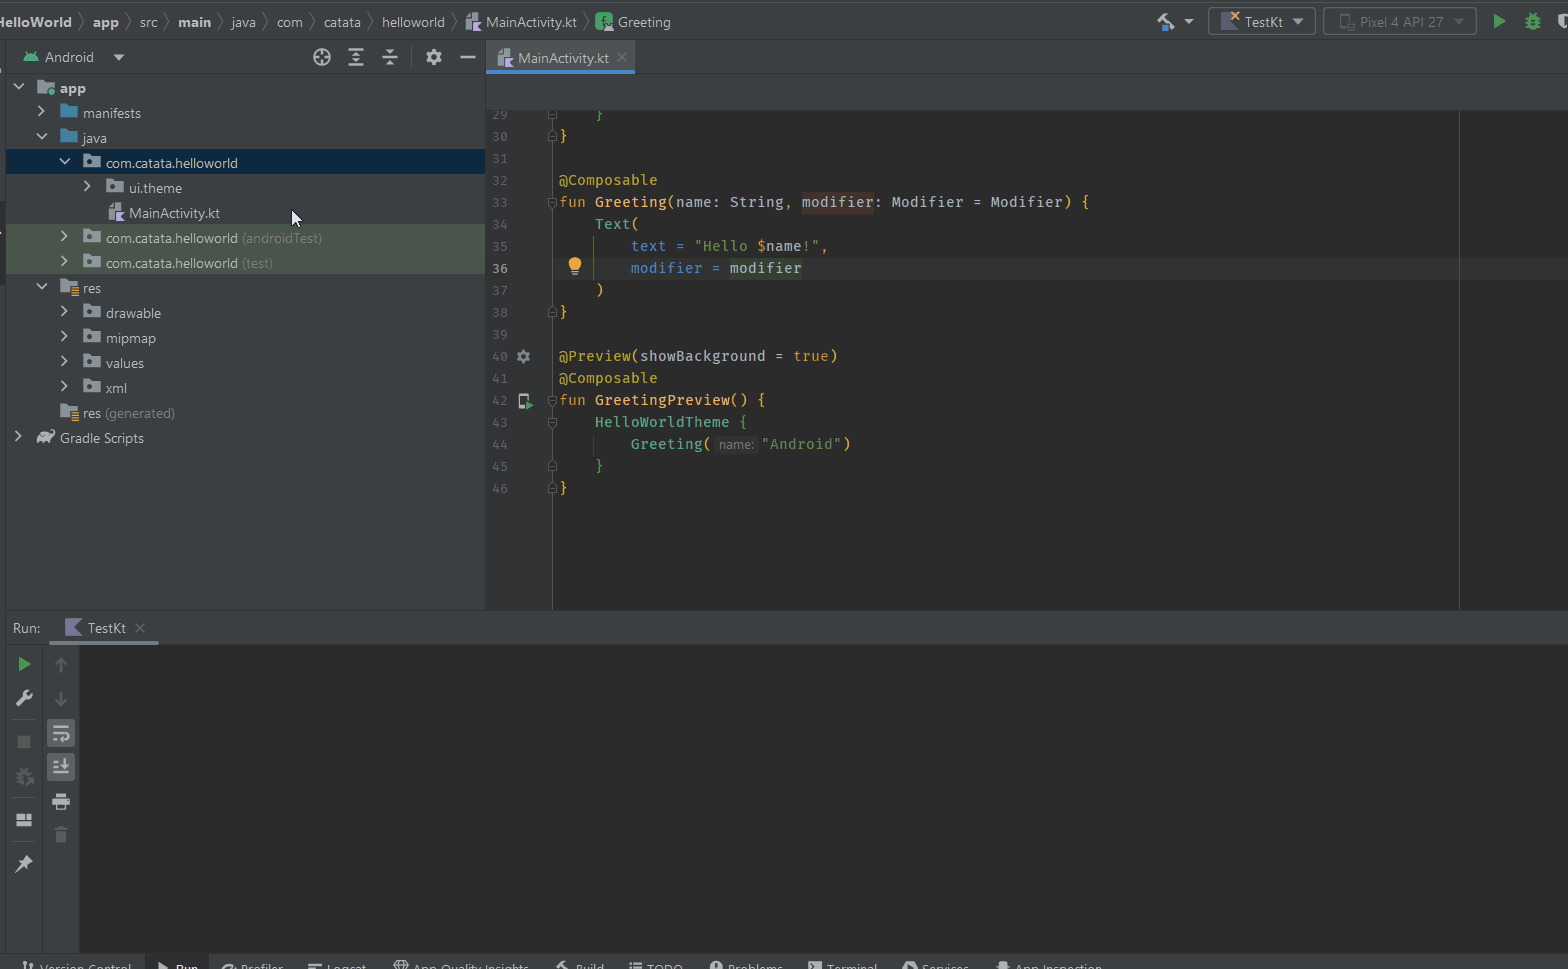 HelloWorld app src main java com catata helloworld MainActivity.kt Greeting TestKt Pixel 4 API 27
Android
MainActivity.kt
app
manifests
java
com.catata.helloworld
ui.theme
MainActivity.kt
com.catata.helloworld (androidTest)
com.catata.helloworld (test)
res
drawable
mipmap
values
xml
res (generated)
Gradle Scripts
29 }
30 }
31
32 @Composable
33 fun Greeting(name: String, modifier: Modifier = Modifier) {
34 Text(
35 text = "Hello $name!",
36 modifier = modifier
37 )
38 }
39
40 @Preview(showBackground = true)
41 @Composable
42 fun GreetingPreview() {
43 HelloWorldTheme {
44 Greeting( name: "Android")
45 }
46 }
Run: TestKt
Version Control Run Profiler Logcat App Quality Insights Build TODO Problems Terminal Services App Inspection